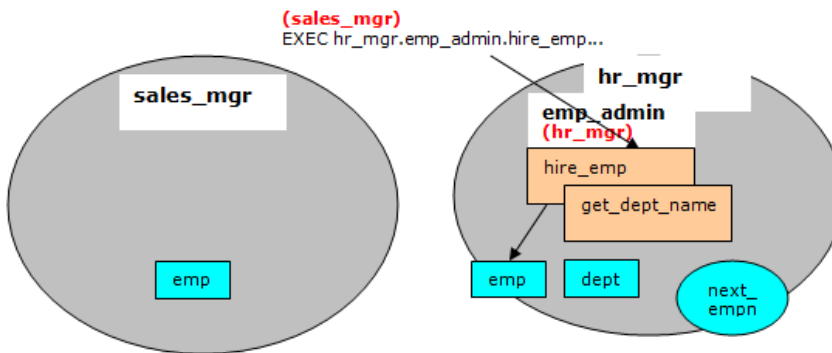 (sales_mgr)
EXEC hr_mgr.emp_admin.hire_emp...
sales_mgr
hr_mgr
emp_admin
(hr_mgr)
hire_emp
get_dept_name
emp
emp
dept
next_
empn